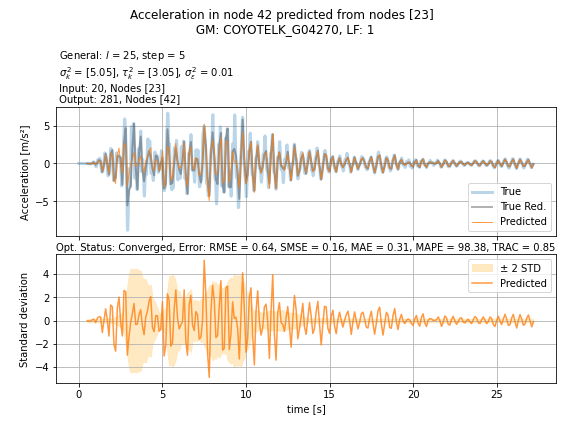 Acceleration in node 42 predicted from nodes [23]
GM: COYOTELK_G04270, LF: 1
General: l = 25, step = 5
σ²ₖ = [5.05], τ²ₖ = [3.05], σ²ₑ = 0.01
Input: 20, Nodes [23]
Output: 281, Nodes [42]
Acceleration [m/s²]
5
0
−5
True
True Red.
Predicted
Opt. Status: Converged, Error: RMSE = 0.64, SMSE = 0.16, MAE = 0.31, MAPE = 98.38, TRAC = 0.85
Standard deviation
4
2
0
−2
−4
± 2 STD
Predicted
0 5 10 15 20 25
time [s]